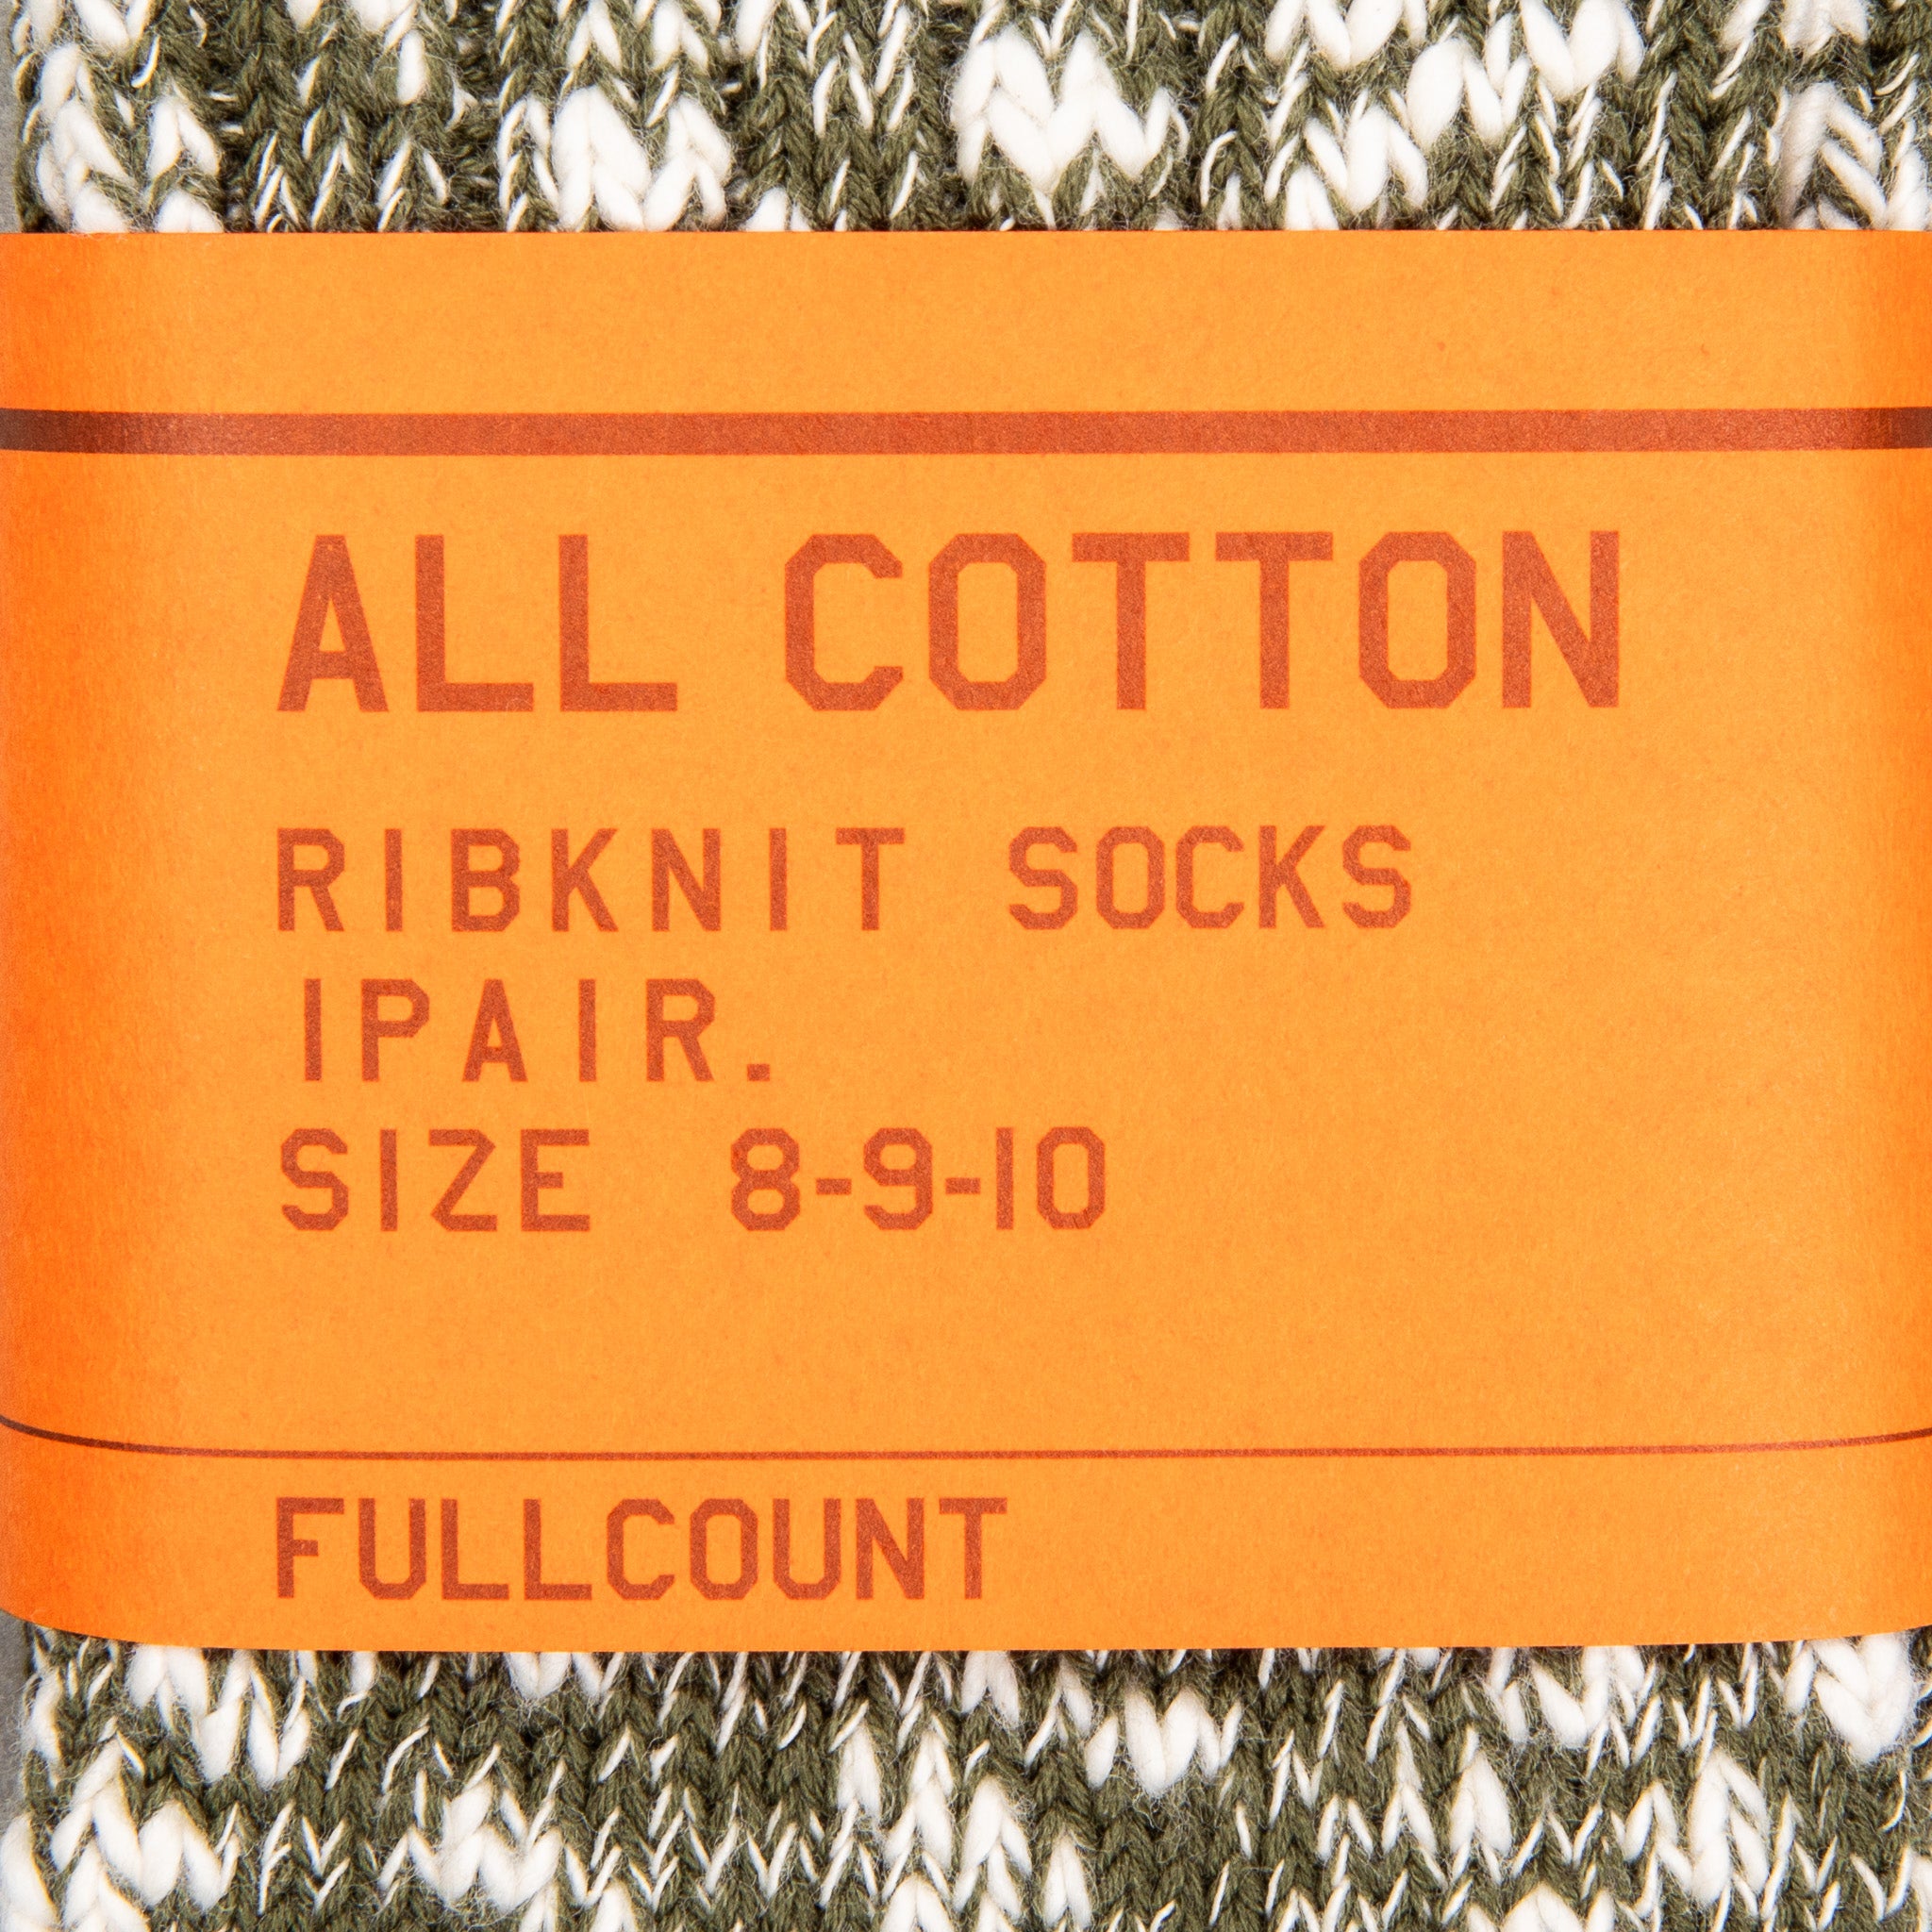 ALL COTTON
RIBKNIT SOCKS
1PAIR.
SIZE 8-9-10
FULLCOUNT